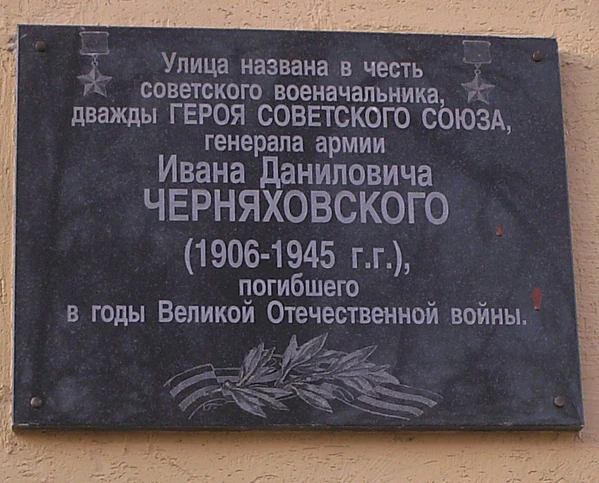 Улица названа в честь
советского военачальника,
дважды ГЕРОЯ СОВЕТСКОГО СОЮЗА,
генерала армии
Ивана Даниловича
ЧЕРНЯХОВСКОГО
(1906-1945 г.г.),
погибшего
в годы Великой Отечественной войны.